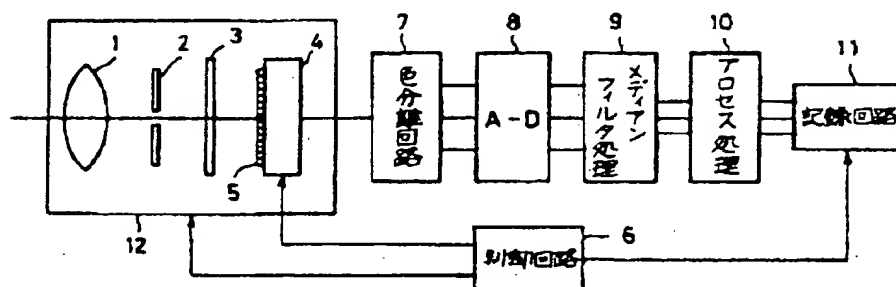 1
2
3
4
5
12
7
色分離回路
8
A-D
9
メディアン
フィルタ処理
10
プロセス処理
11
記録回路
6
制御回路